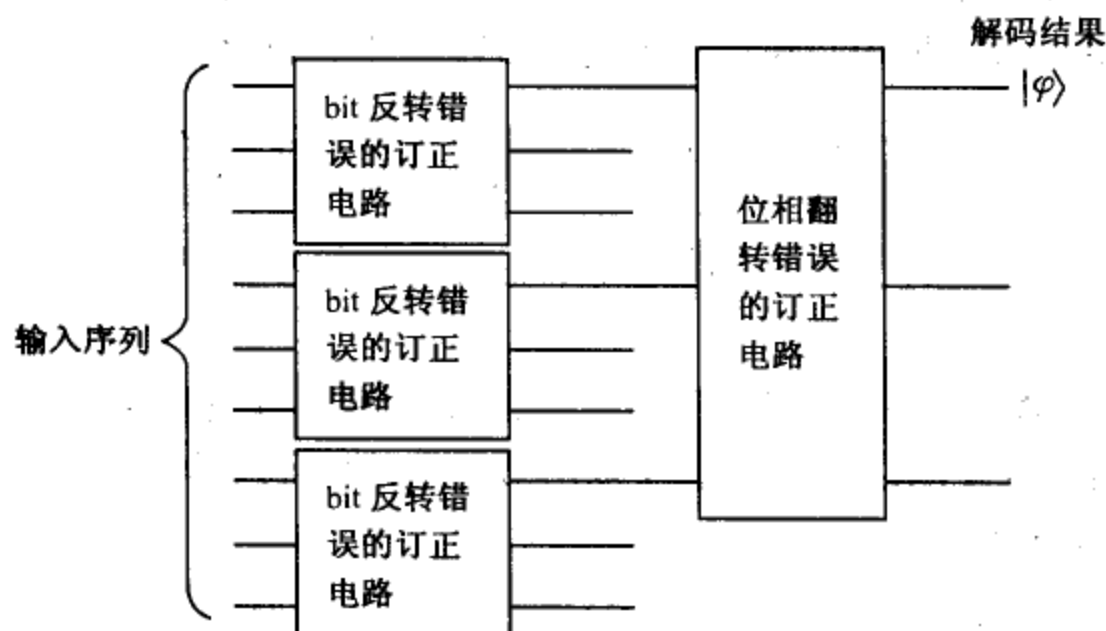 解码结果
|φ⟩
bit 反转错
误的订正
电路
bit 反转错
误的订正
电路
bit 反转错
误的订正
电路
输入序列
位相翻
转错误
的订正
电路